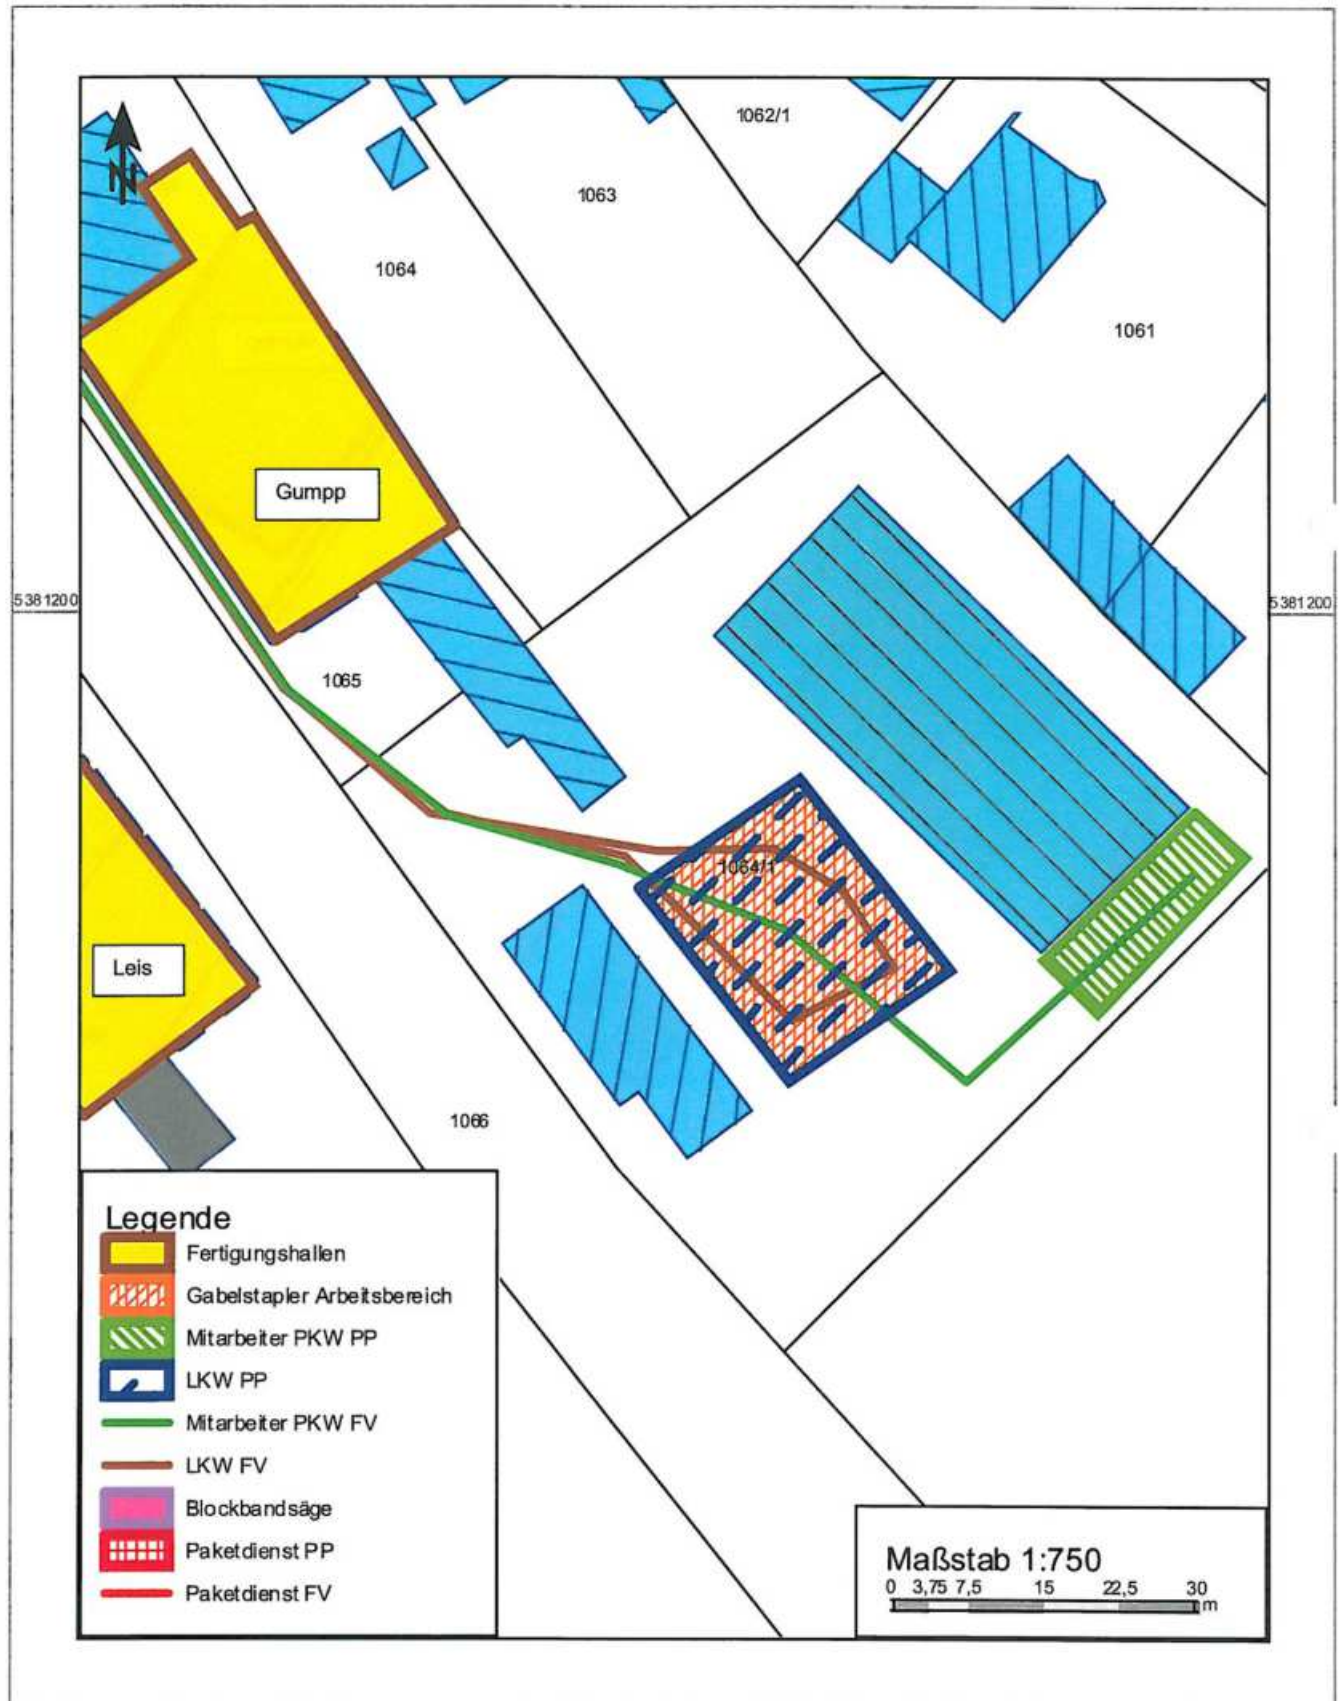 1062/1
N
1063
1064
1061
Gumpp
5381200
5381200
1065
1064/1
Leis
1066
Legende
Fertigungshallen
Gabelstapler Arbeitsbereich
Mitarbeiter PKW PP
LKW PP
Mitarbeiter PKW FV
LKW FV
Blockbandsäge
Paketdienst PP
Paketdienst FV
Maßstab 1:750
0 3,75 7,5 15 22,5 30
m